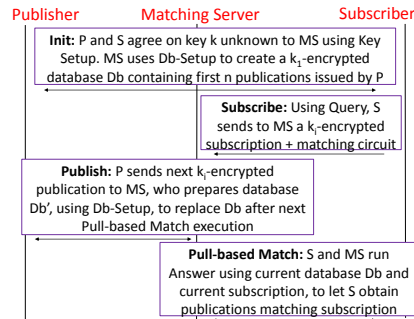 Publisher Matching Server Subscriber
Init: P and S agree on key k unknown to MS using Key
Setup. MS uses Db-Setup to create a k1-encrypted
database Db containing first n publications issued by P
Subscribe: Using Query, S
sends to MS a ki-encrypted
subscription + matching circuit
Publish: P sends next ki-encrypted
publication to MS, who prepares database
Db’, using Db-Setup, to replace Db after next
Pull-based Match execution
Pull-based Match: S and MS run
Answer using current database Db and
current subscription, to let S obtain
publications matching subscription